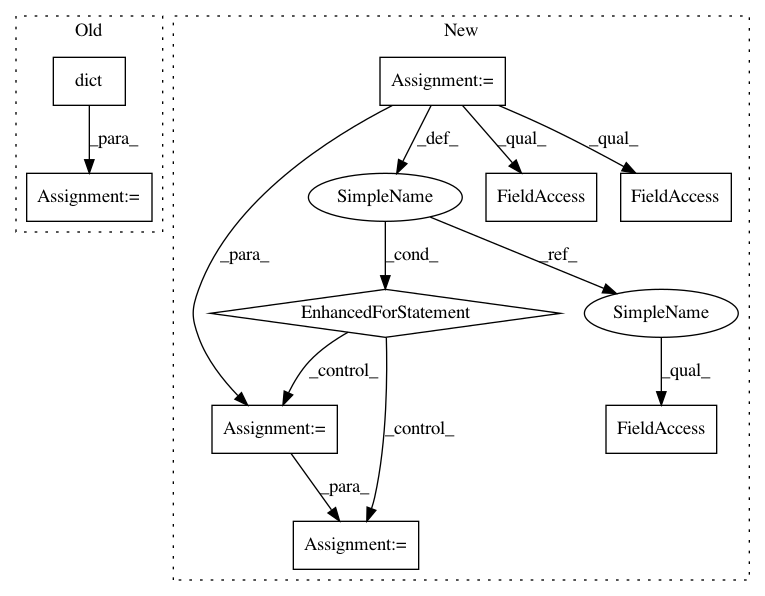 Old
New
dict
Assignment:=
_para_
_def_
_qual_
_qual_
Assignment:=
SimpleName
FieldAccess
FieldAccess
_para_
_cond_
_ref_
EnhancedForStatement
SimpleName
_control_
_control_
_qual_
Assignment:=
FieldAccess
_para_
Assignment:=